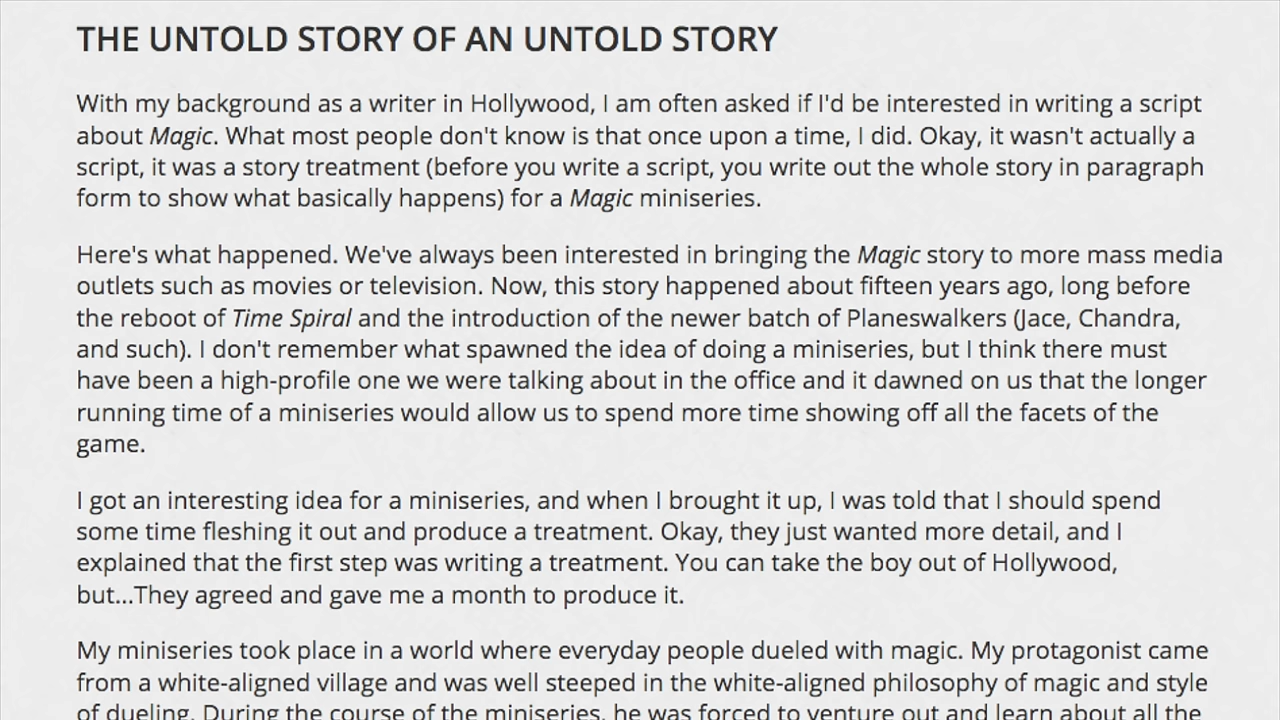 THE UNTOLD STORY OF AN UNTOLD STORY
With my background as a writer in Hollywood, I am often asked if I'd be interested in writing a script
about Magic. What most people don't know is that once upon a time, I did. Okay, it wasn't actually a
script, it was a story treatment (before you write a script, you write out the whole story in paragraph
form to show what basically happens) for a Magic miniseries.
Here's what happened. We've always been interested in bringing the Magic story to more mass media
outlets such as movies or television. Now, this story happened about fifteen years ago, long before
the reboot of Time Spiral and the introduction of the newer batch of Planeswalkers (Jace, Chandra,
and such). I don't remember what spawned the idea of doing a miniseries, but I think there must
have been a high-profile one we were talking about in the office and it dawned on us that the longer
running time of a miniseries would allow us to spend more time showing off all the facets of the
game.
I got an interesting idea for a miniseries, and when I brought it up, I was told that I should spend
some time fleshing it out and produce a treatment. Okay, they just wanted more detail, and I
explained that the first step was writing a treatment. You can take the boy out of Hollywood,
but...They agreed and gave me a month to produce it.
My miniseries took place in a world where everyday people dueled with magic. My protagonist came
from a white-aligned village and was well steeped in the white-aligned philosophy of magic and style
of dueling. During the course of the miniseries, he was forced to venture out and learn about all the